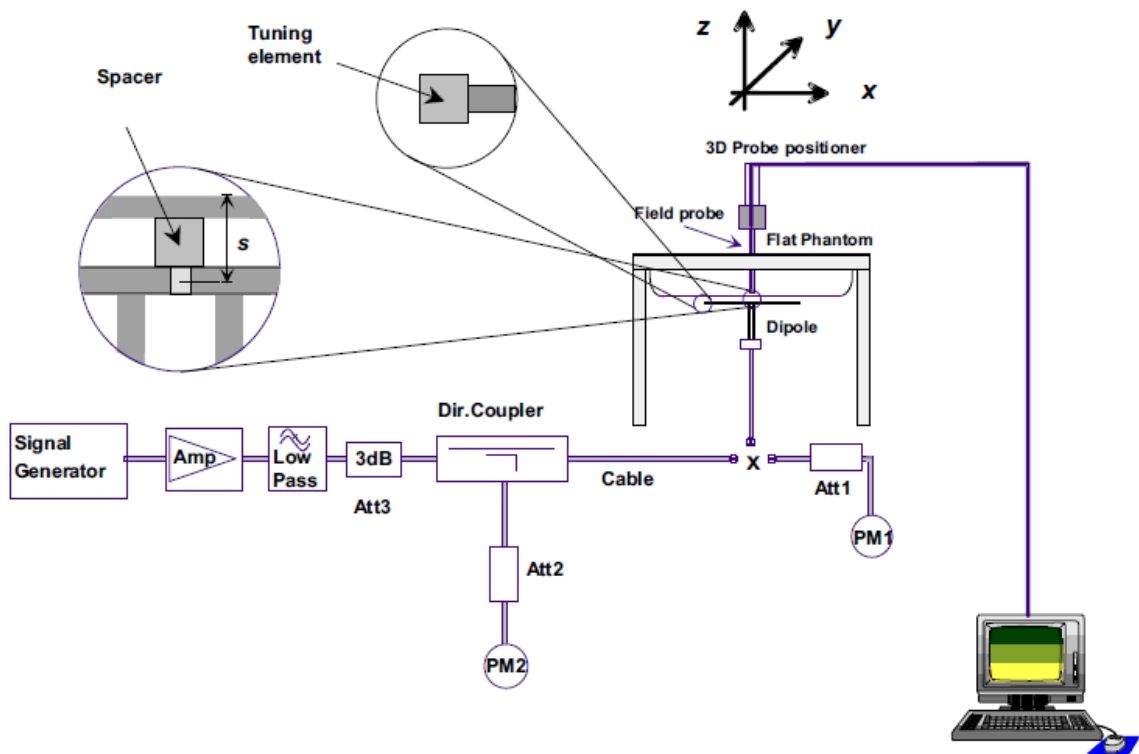 Tuning
element
Spacer
s
z
y
x
3D Probe positioner
Field probe
Flat Phantom
Dipole
Dir.Coupler
Signal
Generator
Amp
Low
Pass
3dB
Att3
Cable
x
Att1
PM1
Att2
PM2